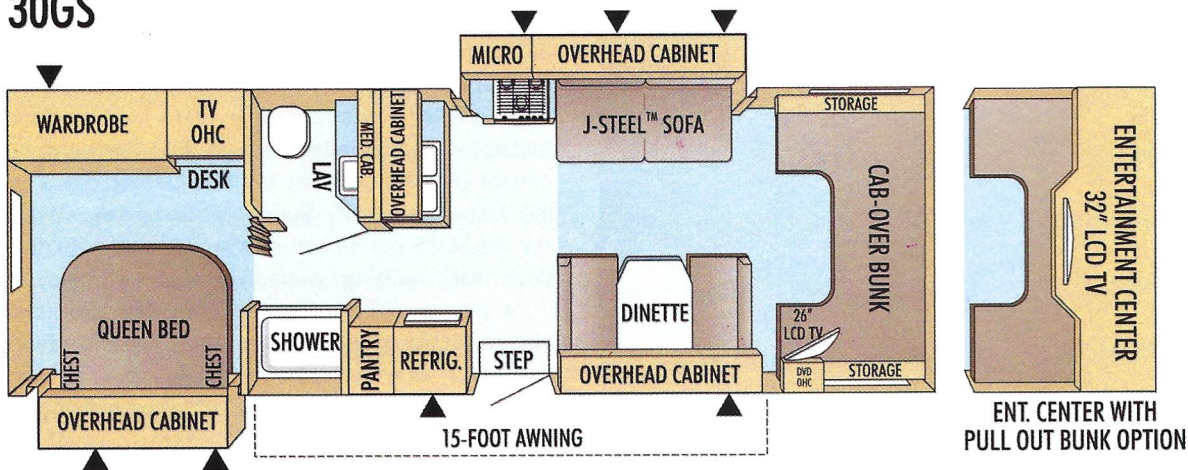 30GS
MICRO
OVERHEAD CABINET
WARDROBE
TV
OHC
DESK
LAV
MED. CAB.
OVERHEAD CABINET
J-STEEL™ SOFA
STORAGE
CAB-OVER BUNK
ENTERTAINMENT CENTER
32" LCD TV
QUEEN BED
CHEST
CHEST
OVERHEAD CABINET
SHOWER
PANTRY
REFRIG.
STEP
DINETTE
OVERHEAD CABINET
26"
LCD TV
DVD
OHC
STORAGE
15-FOOT AWNING
ENT. CENTER WITH
PULL OUT BUNK OPTION